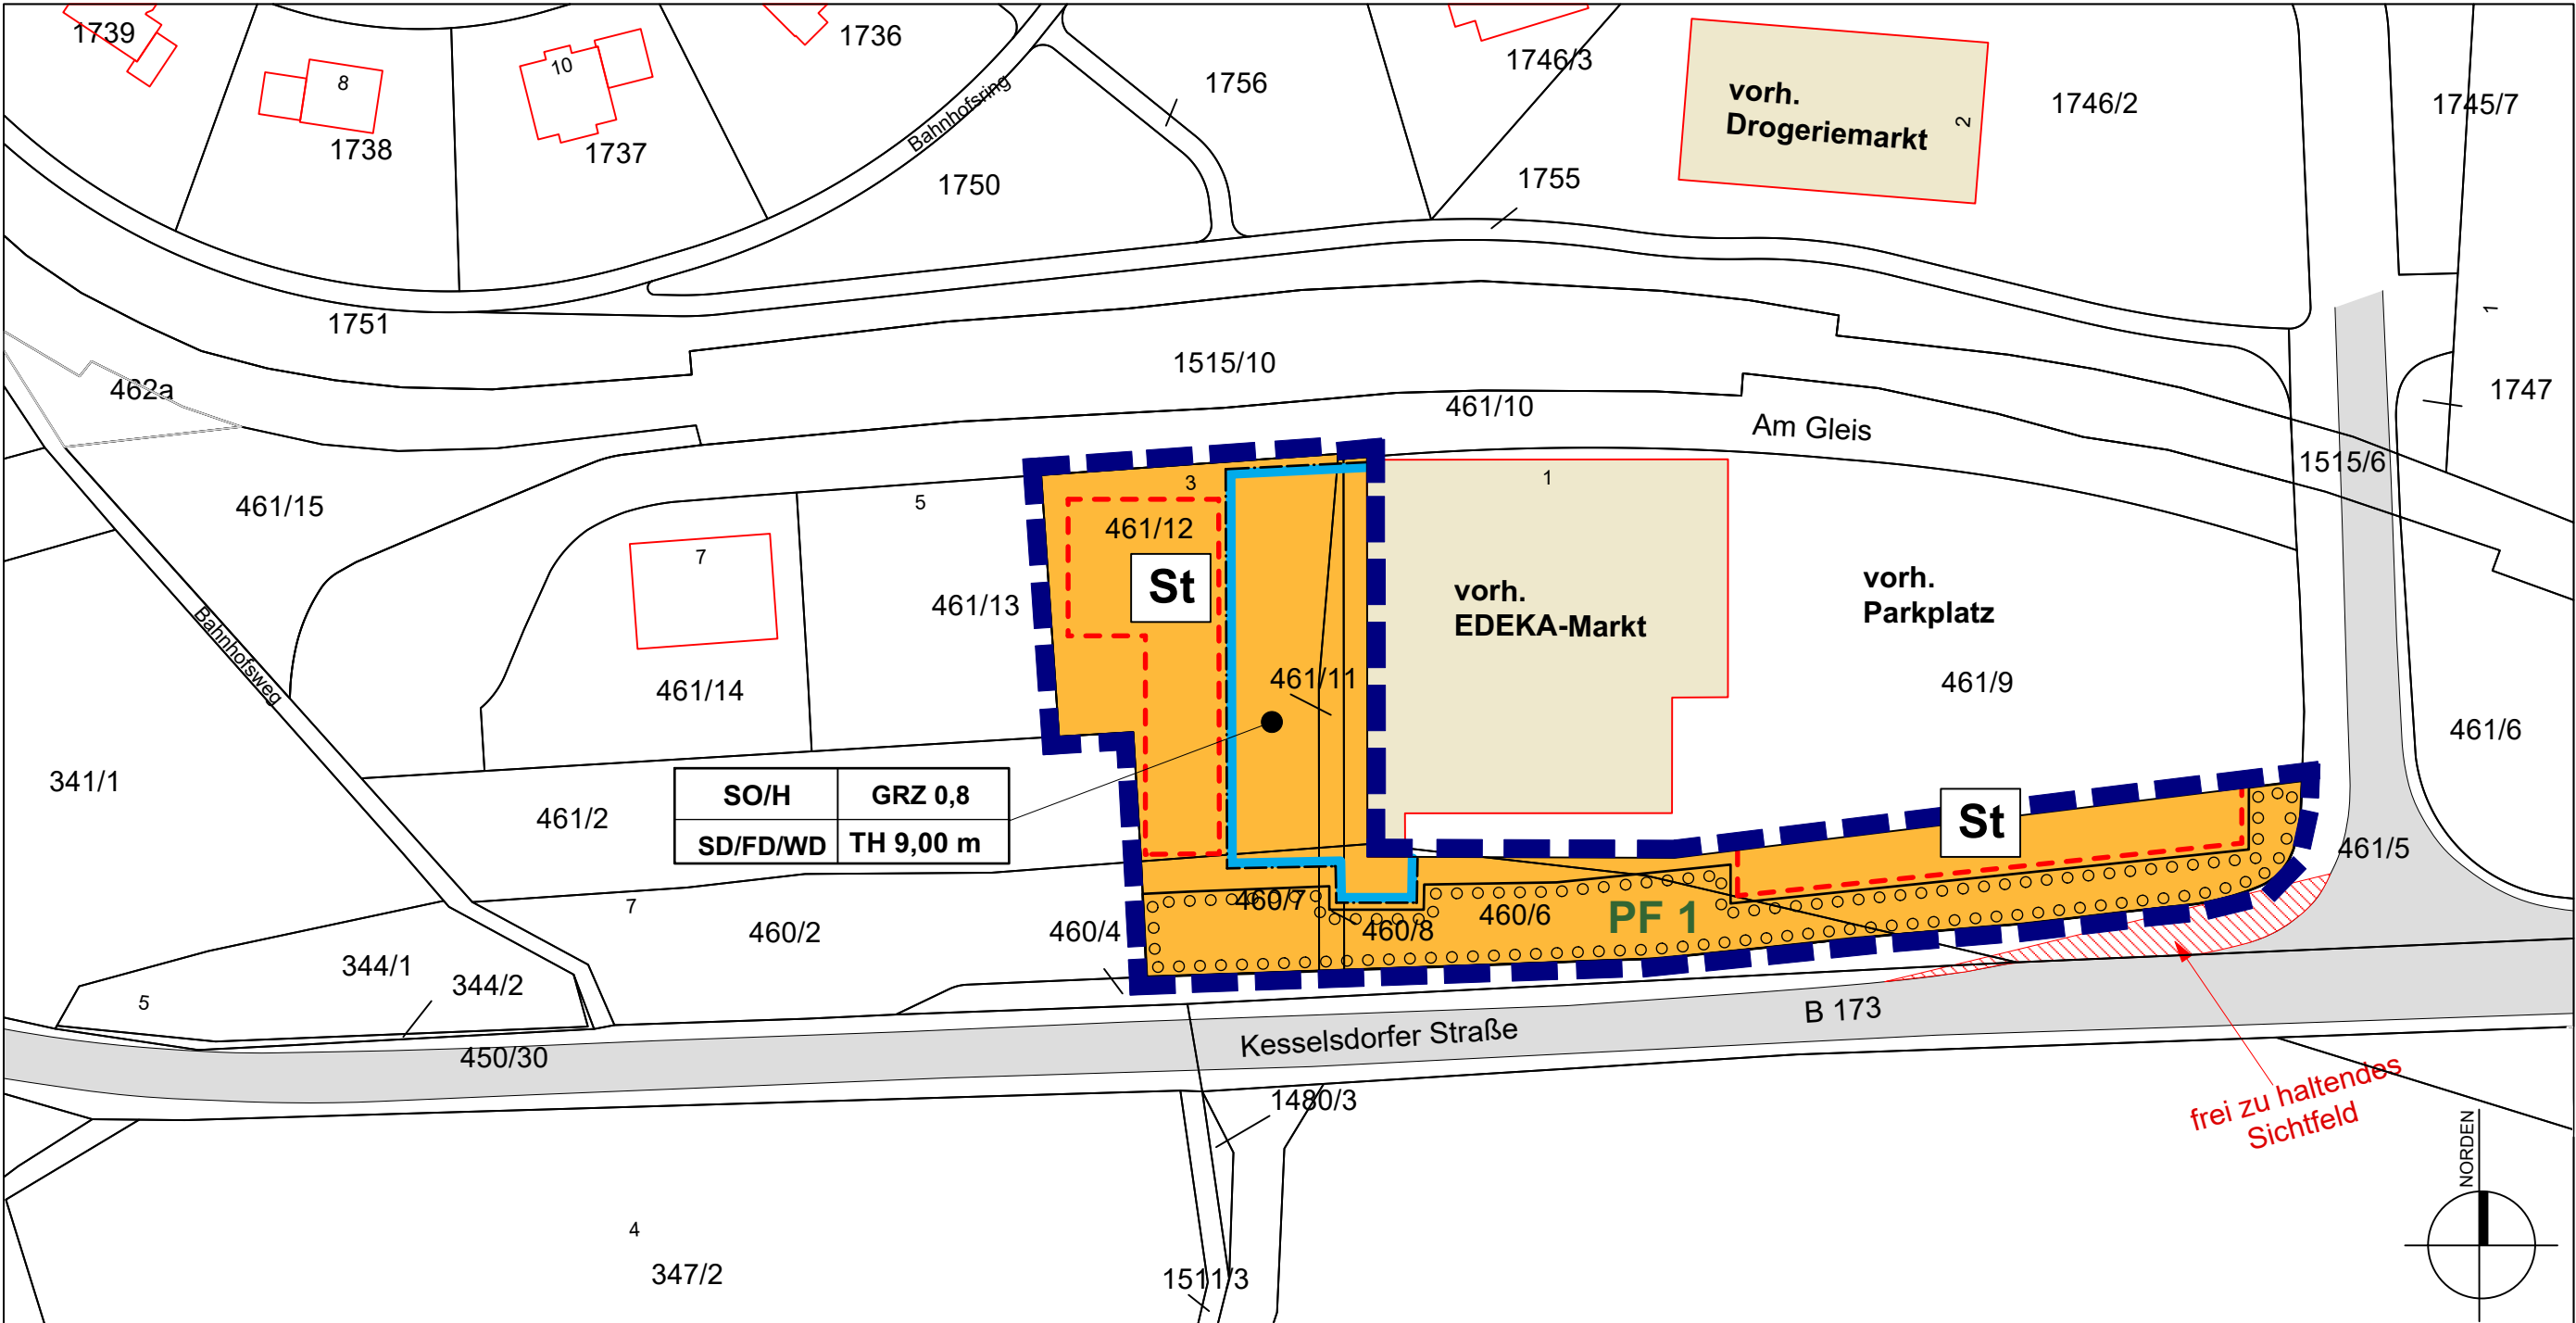 1739
8
1738
10
1737
1736
Bahnhofsring
1750
1756
1746/3
1755
vorh.
Drogeriemarkt
2
1746/2
1745/7
1751
462a
1515/10
461/10
Am Gleis
1
1747
1515/6
461/15
5
3
461/12
St
1
7
461/13
vorh.
EDEKA-Markt
vorh.
Parkplatz
461/9
Bahnhofsweg
461/14
461/11
461/6
341/1
461/2
SO/H GRZ 0,8
SD/FD/WD TH 9,00 m
St
461/5
7
460/2
460/4
460/7
460/8
460/6
PF 1
344/1
344/2
5
450/30
Kesselsdorfer Straße
B 173
frei zu haltendes
Sichtfeld
1480/3
NORDEN
4
347/2
1511/3